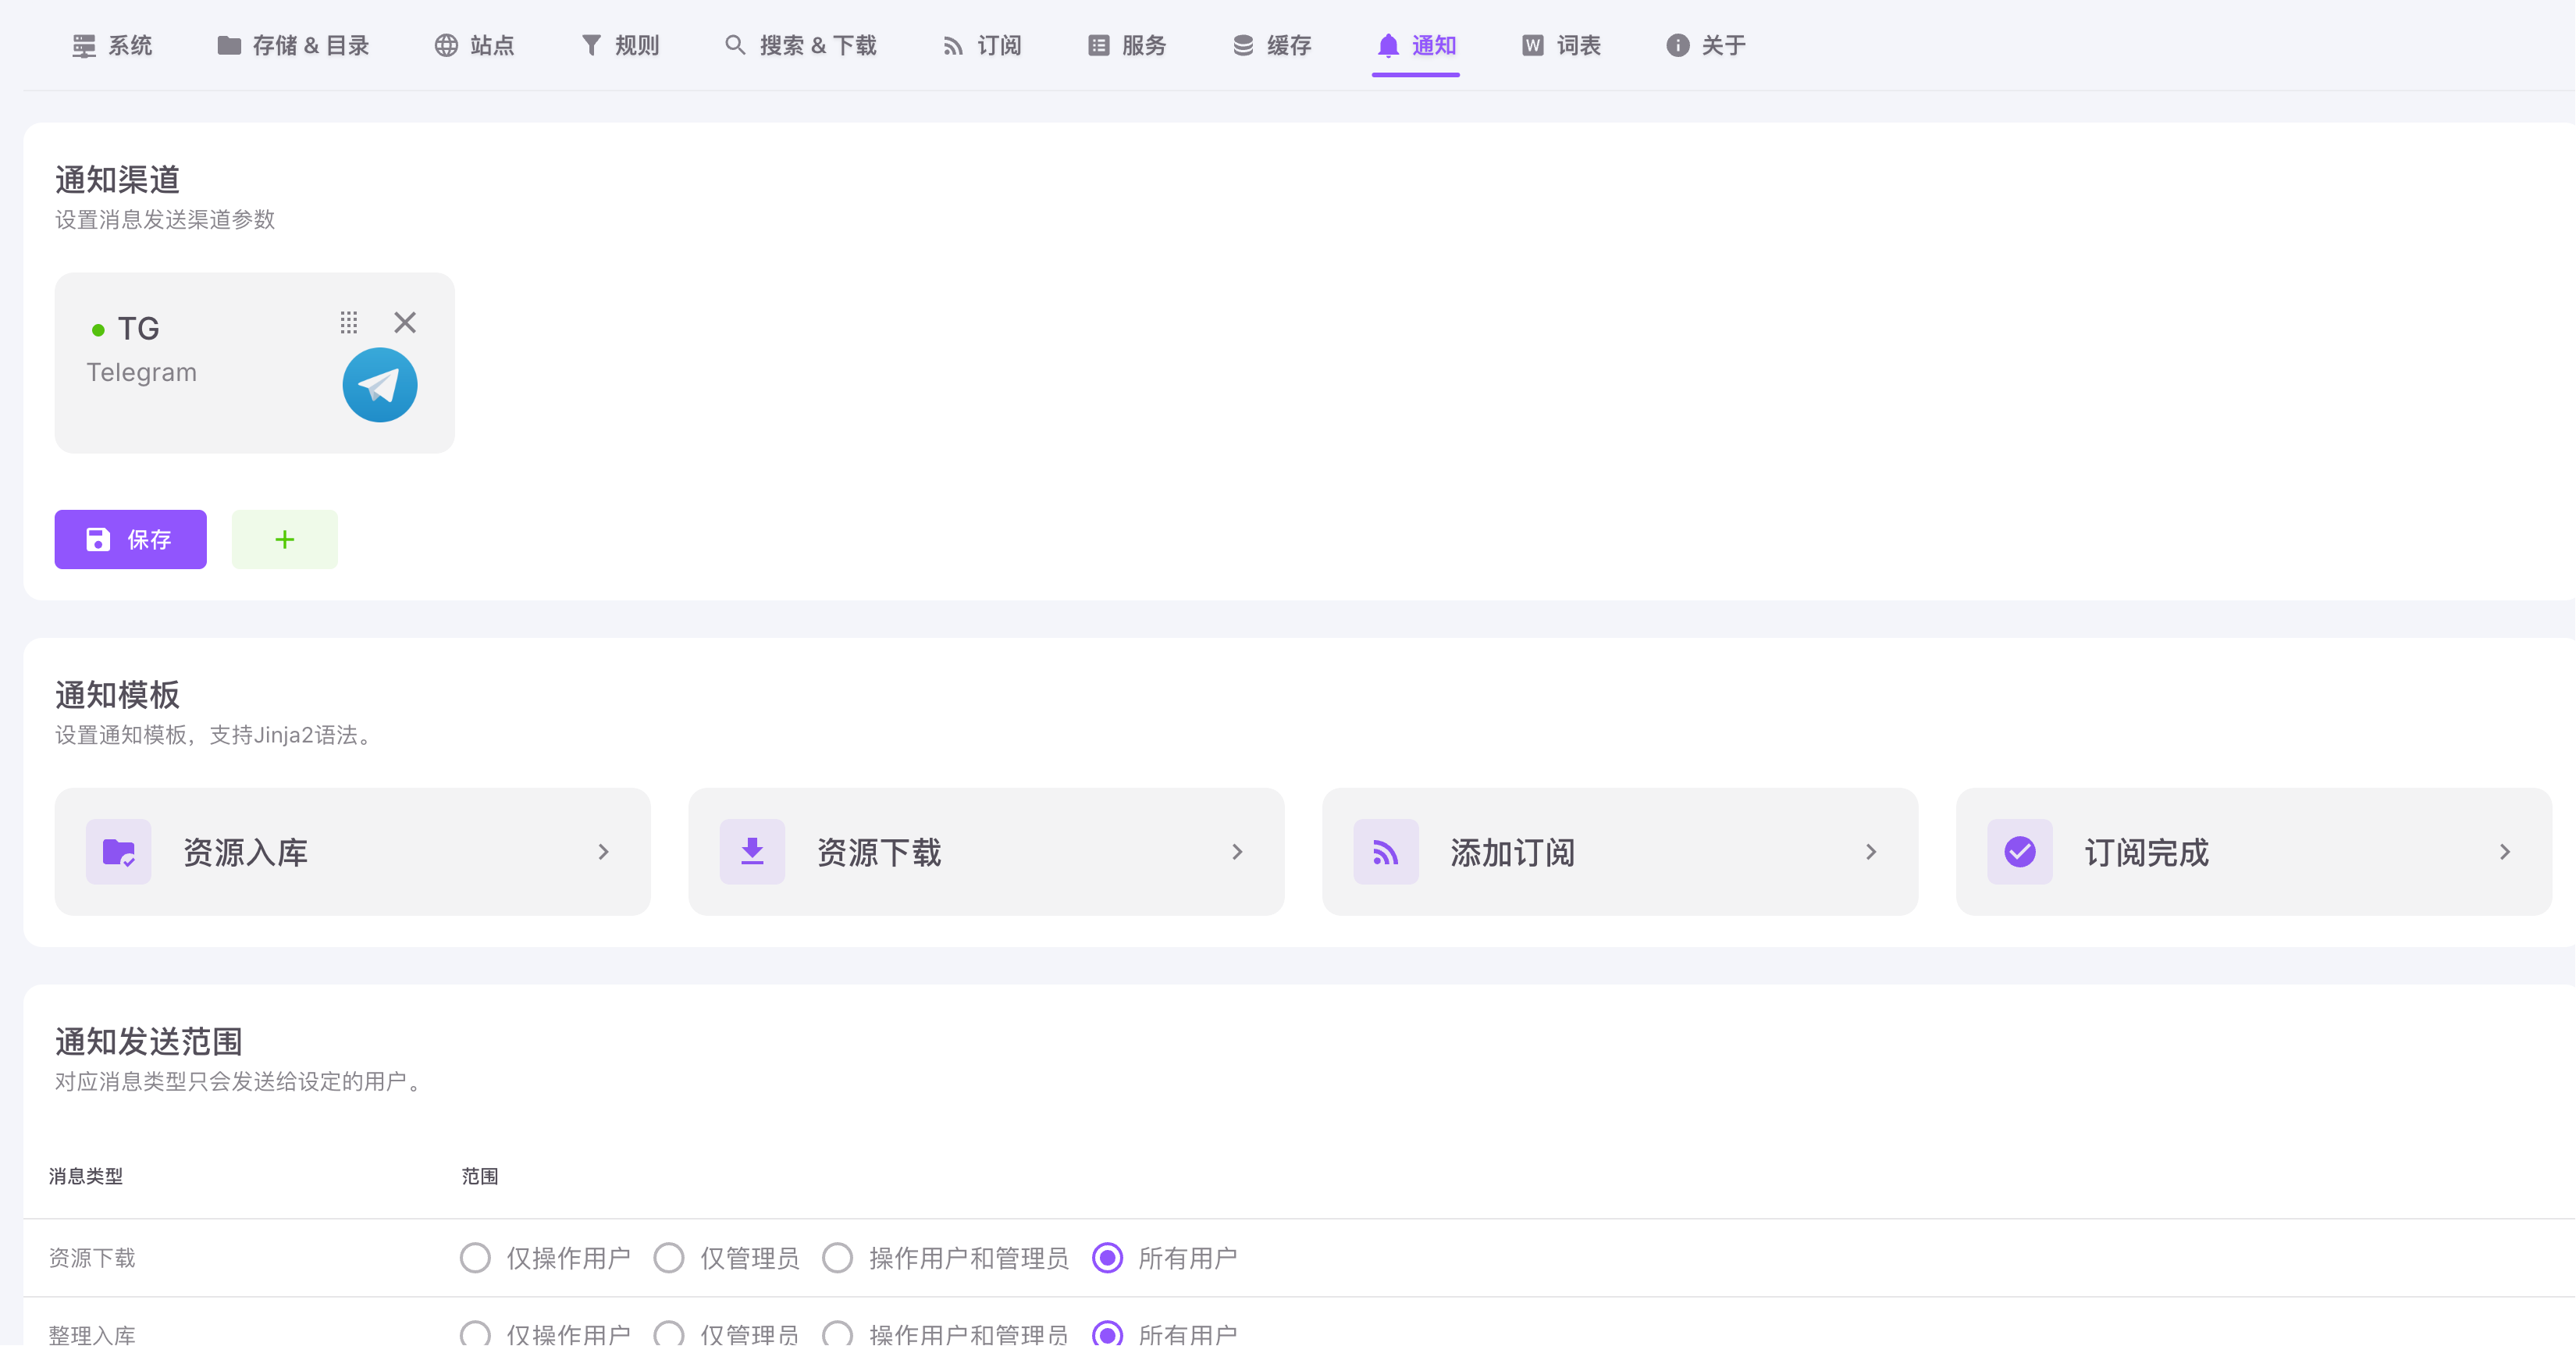 系统 存储 & 目录 站点 规则 搜索 & 下载 订阅 服务 缓存 通知 词表 关于
通知渠道
设置消息发送渠道参数
TG
Telegram
保存 +
通知模板
设置通知模板，支持Jinja2语法。
资源入库 资源下载 添加订阅 订阅完成
通知发送范围
对应消息类型只会发送给设定的用户。
消息类型 范围
资源下载 仅操作用户 仅管理员 操作用户和管理员 所有用户
整理入库 仅操作用户 仅管理员 操作用户和管理员 所有用户